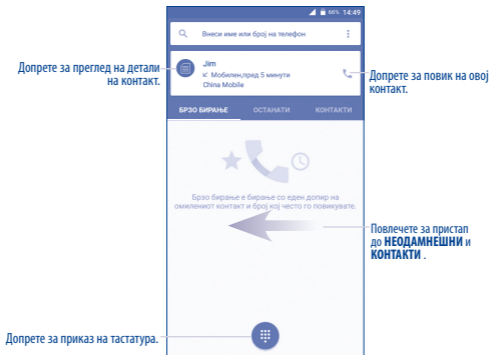 66% 14:49
Внеси име или број на телефон
Допрете за преглед на детали
на контакт.
Jim
Мобилен,пред 5 минути
China Mobile
Допрете за повик на овој
контакт.
БРЗО БИРАЊЕ ОСТАНАТИ КОНТАКТИ
Брзо бирање е бирање со еден допир на
омилениот контакт и број кој често го повикувате.
Повлечете за пристап
до НЕОДАМНЕШНИ и
КОНТАКТИ .
Допрете за приказ на тастатура.